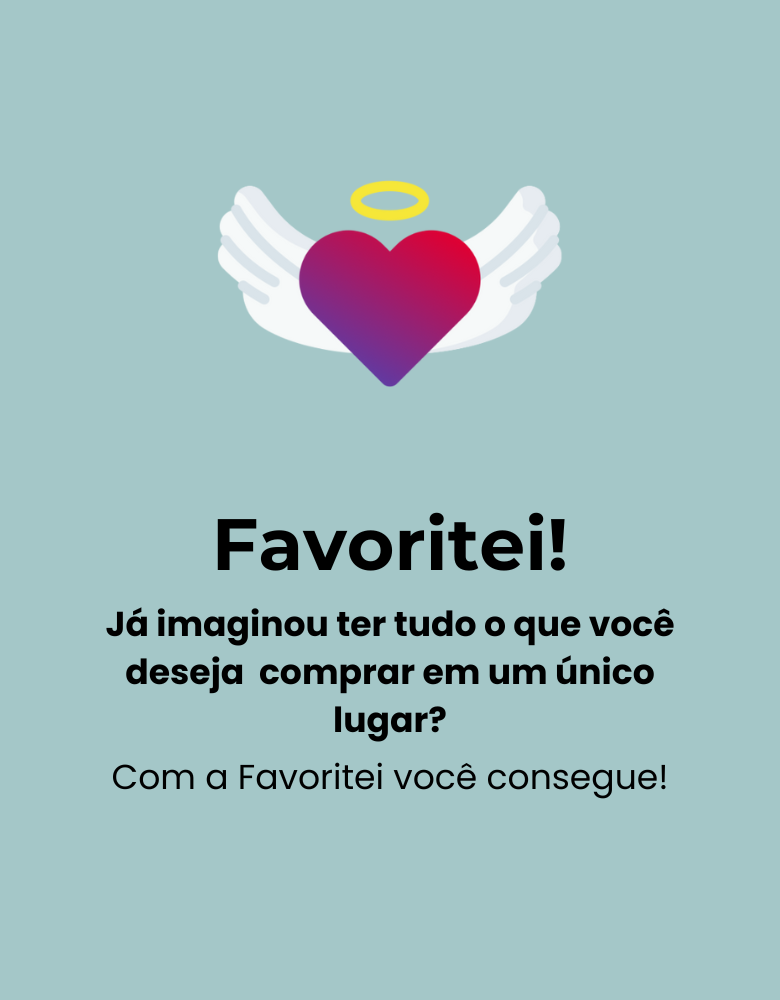 Favoritei!
Já imaginou ter tudo o que você
deseja  comprar em um único
lugar?
Com a Favoritei você consegue!